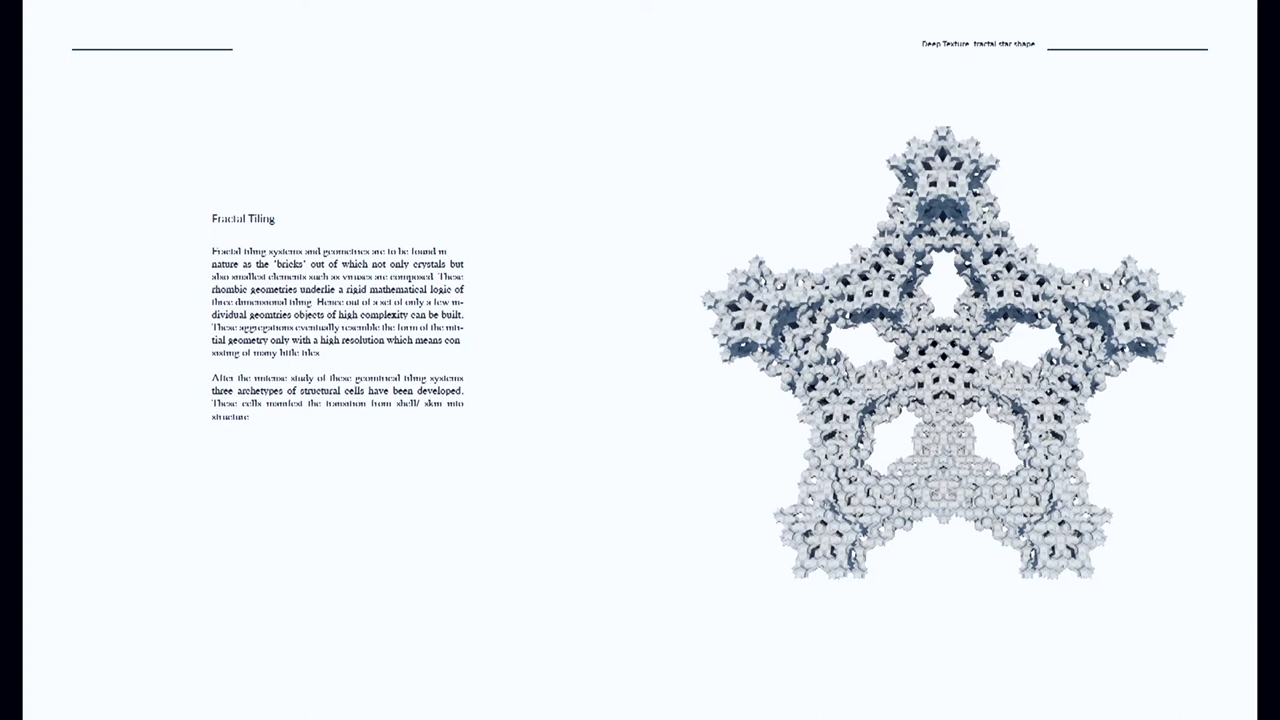 Deep Texture fractal star shape
Fractal Tiling
Fractal tiling systems and geometries are to be found in
nature as the 'bricks' out of which not only crystals but
also smallest elements such as viruses are composed. These
rhombic geometries underlie a rigid mathematical logic of
three dimensional tiling. Hence out of a set of only a few in-
dividual geomtries objects of high complexity can be built.
These aggregations eventually resemble the form of the ini-
tial geometry only with a high resolution which means con
sisting of many little tiles
After the intense study of these geomtrical tiling systems
three archetypes of structural cells have been developed.
These cells manifest the transition from shell/ skin into
structure